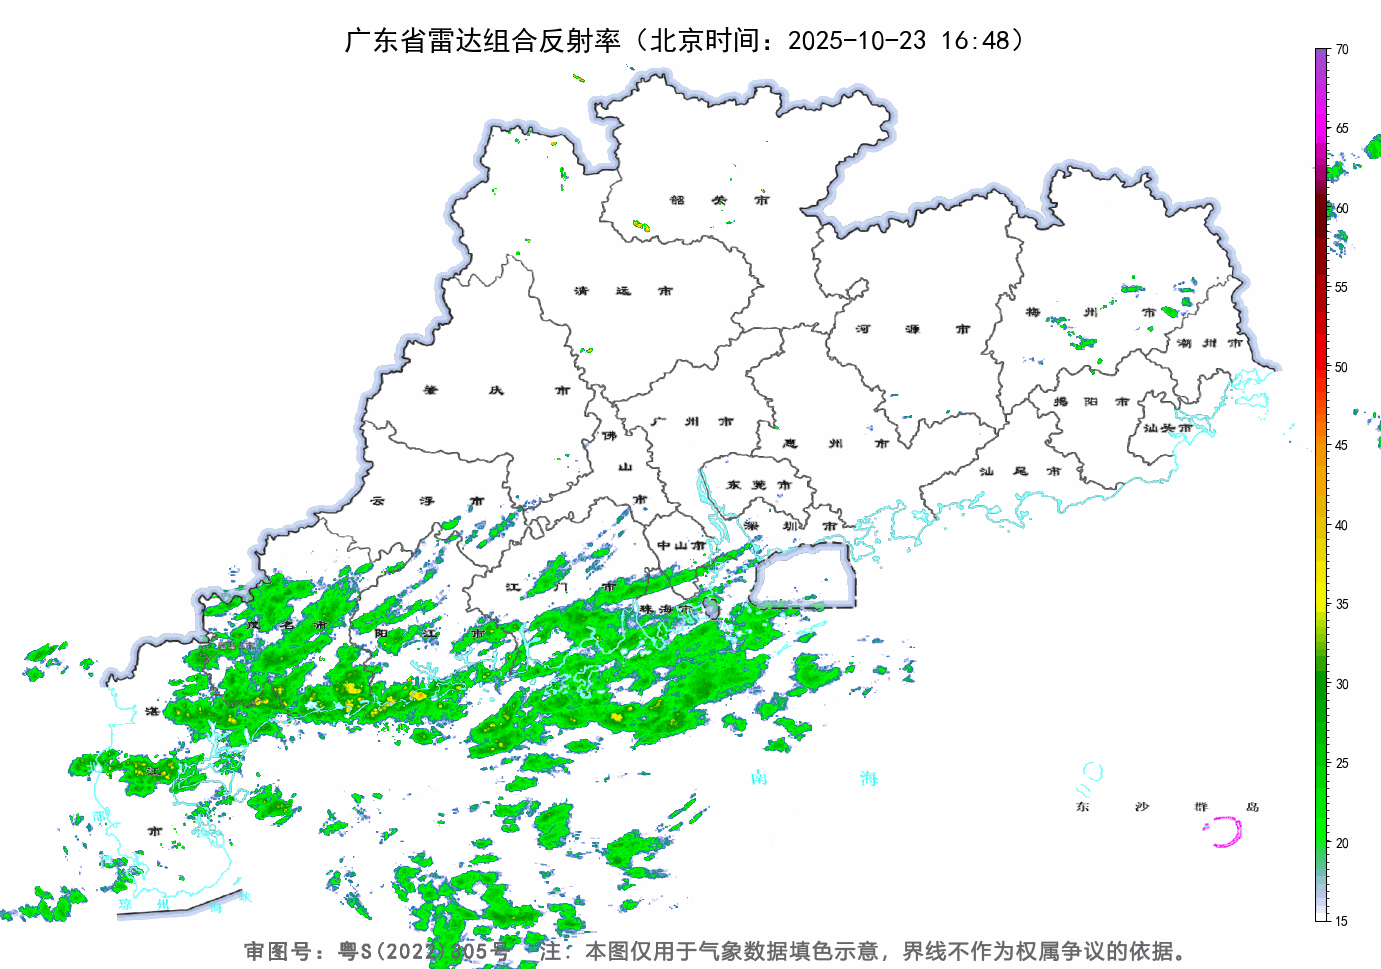 广东省雷达组合反射率（北京时间：2025-10-23 16:48）
70
65
60
55
50
45
40
35
30
25
20
15
韶关市
清远市
河源市
梅州市
潮州市
肇庆市
广州市
佛山市
惠州市
揭阳市
汕头市
汕尾市
云浮市
东莞市
深圳市
中山市
江门市
珠海市
茂名市
阳江市
湛江市
南海
东沙群岛
琼州海峡
审图号：粤S(2022)305号 注：本图仅用于气象数据填色示意，界线不作为权属争议的依据。